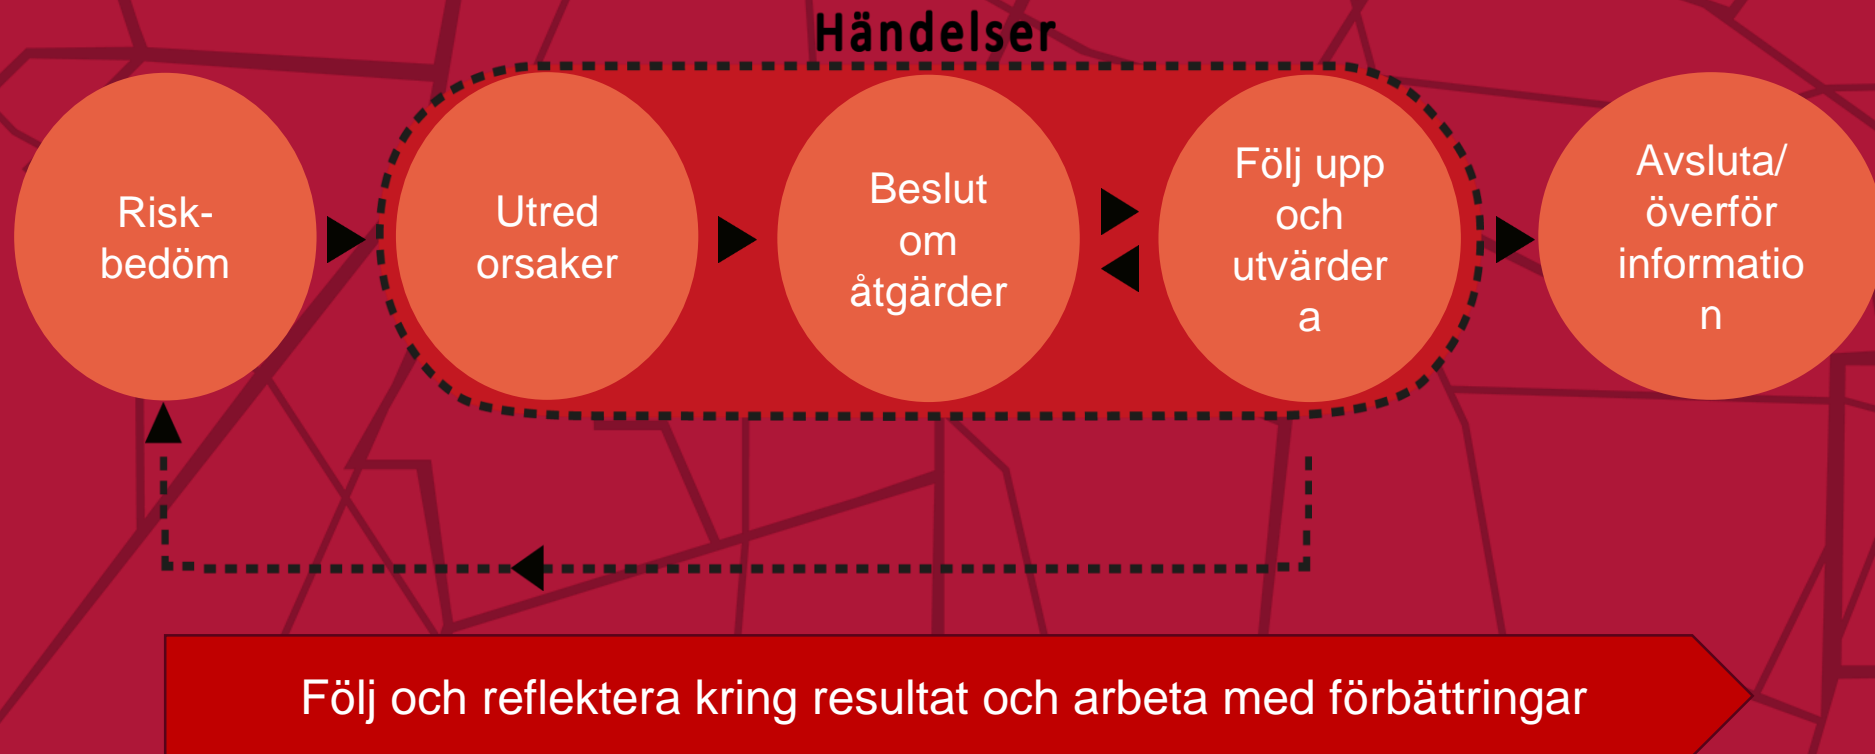 Händelser
Risk-
bedöm
Utred
orsaker
Beslut
om
åtgärder
Följ upp
och
utvärder
a
Avsluta/
överför
informatio
n
Följ och reflektera kring resultat och arbeta med förbättringar